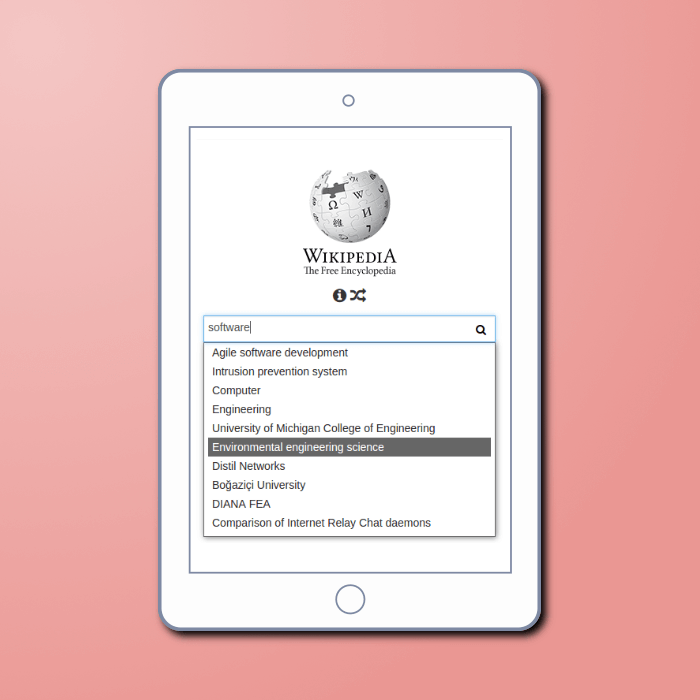 WIKIPEDIA
The Free Encyclopedia
software
Agile software development
Intrusion prevention system
Computer
Engineering
University of Michigan College of Engineering
Environmental engineering science
Distil Networks
Boğaziçi University
DIANA FEA
Comparison of Internet Relay Chat daemons